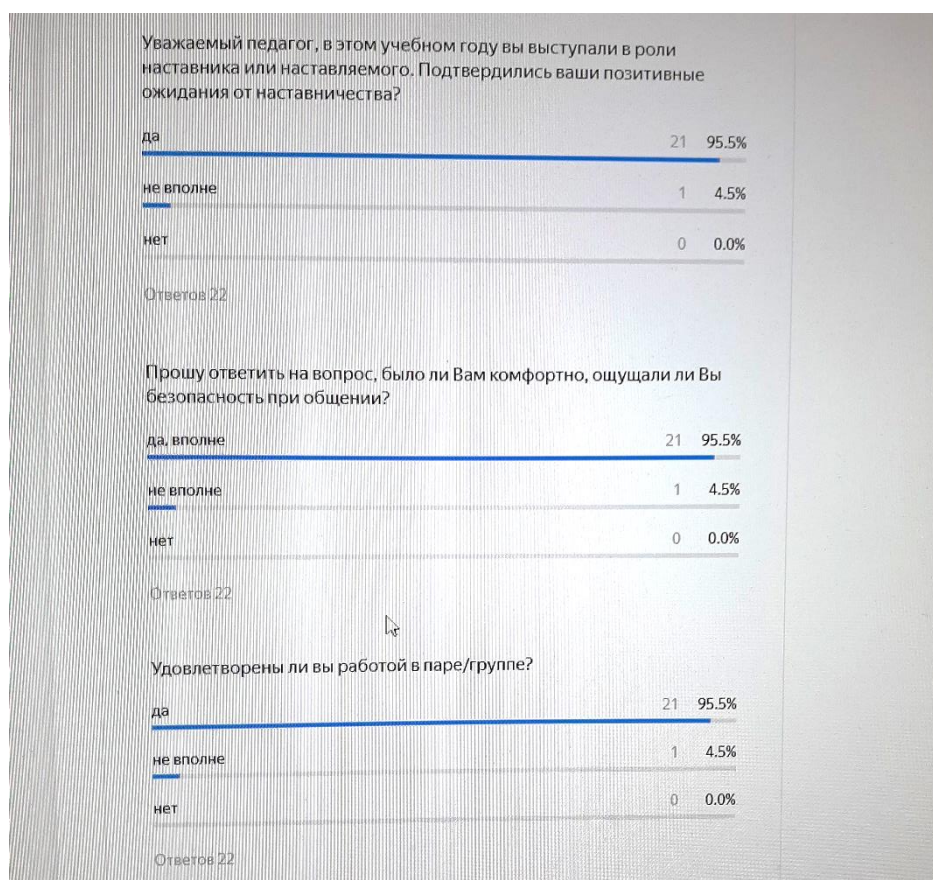 Уважаемый педагог, в этом учебном году вы выступали в роли
наставника или наставляемого. Подтвердились ваши позитивные
ожидания от наставничества?
да 21 95.5%
не вполне 1 4.5%
нет 0 0.0%
Ответов 22
Прошу ответить на вопрос, было ли Вам комфортно, ощущали ли Вы
безопасность при общении?
да, вполне 21 95.5%
не вполне 1 4.5%
нет 0 0.0%
Ответов 22
Удовлетворены ли вы работой в паре/группе?
да 21 95.5%
не вполне 1 4.5%
нет 0 0.0%
Ответов 22